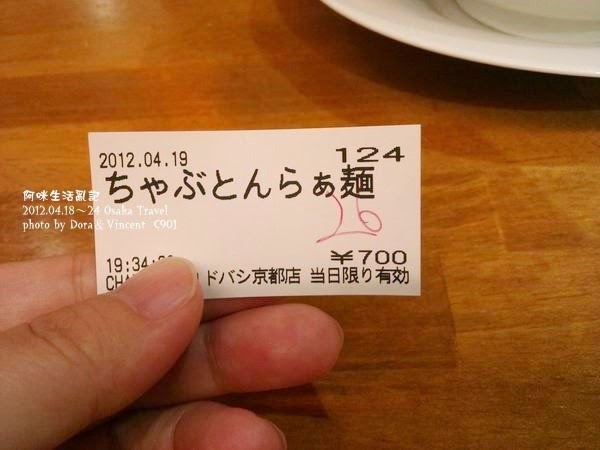 2012.04.19 124
ちゃぶとんらぁ麺
26
¥700
19:34
ドバシ京都店 当日限り有効
阿咪生活亂記
2012.04.18~24 Osaka Travel
photo by Dora & Vincent C901